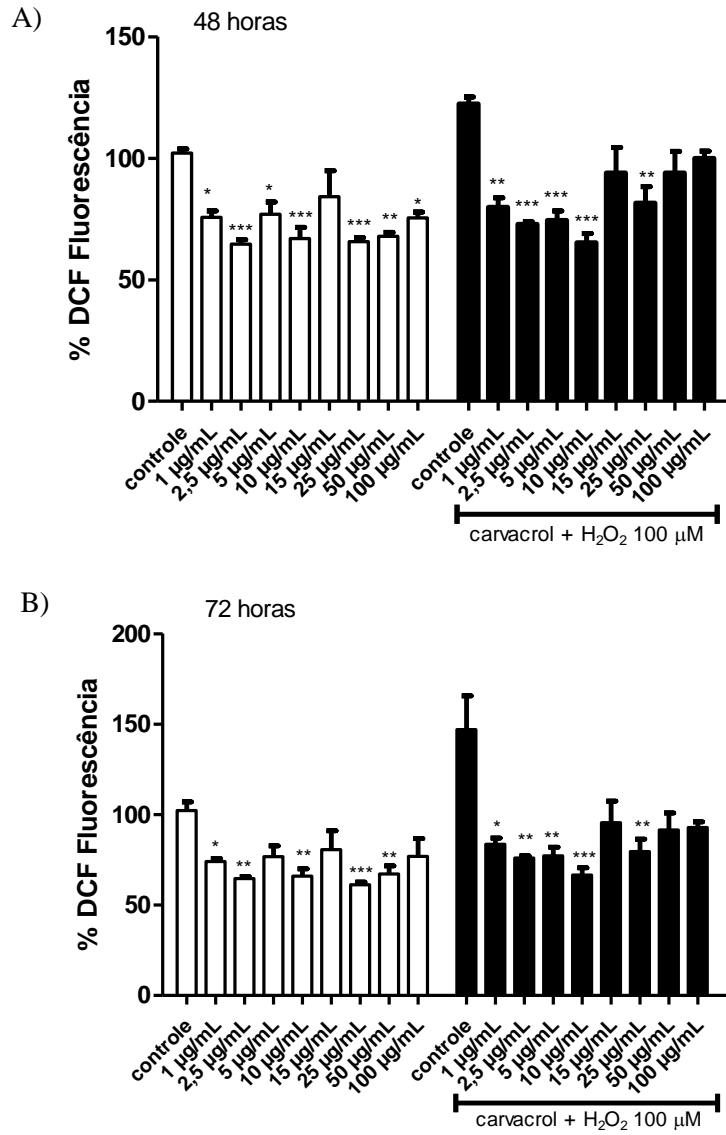 A)
48 horas
% DCF Fluorescência
150
100
50
0
* *** * *** *** ** * ** *** *** *** **
controle 1 µg/mL 2,5 µg/mL 5 µg/mL 10 µg/mL 15 µg/mL 25 µg/mL 50 µg/mL 100 µg/mL controle 1 µg/mL 2,5 µg/mL 5 µg/mL 10 µg/mL 15 µg/mL 25 µg/mL 50 µg/mL 100 µg/mL
carvacrol + H₂O₂ 100 µM
B)
72 horas
% DCF Fluorescência
200
150
100
50
0
* ** ** *** ** * ** ** *** **
controle 1 µg/mL 2,5 µg/mL 5 µg/mL 10 µg/mL 15 µg/mL 25 µg/mL 50 µg/mL 100 µg/mL controle 1 µg/mL 2,5 µg/mL 5 µg/mL 10 µg/mL 15 µg/mL 25 µg/mL 50 µg/mL 100 µg/mL
carvacrol + H₂O₂ 100 µM